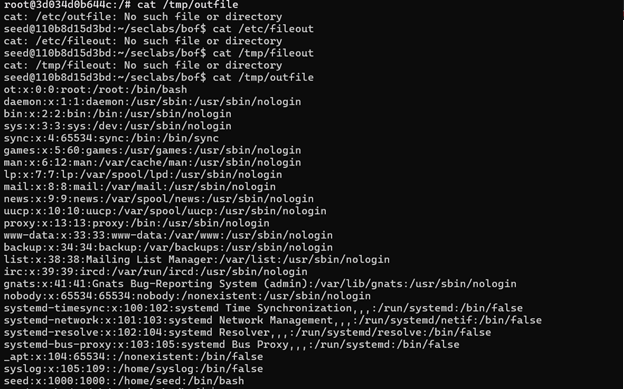 root@3d034d0b644c:/# cat /tmp/outfile
cat: /etc/outfile: No such file or directory
seed@110b8d15d3bd:~/seclabs/bof$ cat /etc/fileout
cat: /etc/fileout: No such file or directory
seed@110b8d15d3bd:~/seclabs/bof$ cat /tmp/fileout
cat: /tmp/fileout: No such file or directory
seed@110b8d15d3bd:~/seclabs/bof$ cat /tmp/outfile
ot:x:0:0:root:/root:/bin/bash
daemon:x:1:1:daemon:/usr/sbin:/usr/sbin/nologin
bin:x:2:2:bin:/bin:/usr/sbin/nologin
sys:x:3:3:sys:/dev:/usr/sbin/nologin
sync:x:4:65534:sync:/bin:/bin/sync
games:x:5:60:games:/usr/games:/usr/sbin/nologin
man:x:6:12:man:/var/cache/man:/usr/sbin/nologin
lp:x:7:7:lp:/var/spool/lpd:/usr/sbin/nologin
mail:x:8:8:mail:/var/mail:/usr/sbin/nologin
news:x:9:9:news:/var/spool/news:/usr/sbin/nologin
uucp:x:10:10:uucp:/var/spool/uucp:/usr/sbin/nologin
proxy:x:13:13:proxy:/bin:/usr/sbin/nologin
www-data:x:33:33:www-data:/var/www:/usr/sbin/nologin
backup:x:34:34:backup:/var/backups:/usr/sbin/nologin
list:x:38:38:Mailing List Manager:/var/list:/usr/sbin/nologin
irc:x:39:39:ircd:/var/run/ircd:/usr/sbin/nologin
gnats:x:41:41:Gnats Bug-Reporting System (admin):/var/lib/gnats:/usr/sbin/nologin
nobody:x:65534:65534:nobody:/nonexistent:/usr/sbin/nologin
systemd-timesync:x:100:102:systemd Time Synchronization,,,:/run/systemd:/bin/false
systemd-network:x:101:103:systemd Network Management,,,:/run/systemd/netif:/bin/false
systemd-resolve:x:102:104:systemd Resolver,,,:/run/systemd/resolve:/bin/false
systemd-bus-proxy:x:103:105:systemd Bus Proxy,,,:/run/systemd:/bin/false
_apt:x:104:65534::/nonexistent:/bin/false
syslog:x:105:109::/home/syslog:/bin/false
seed:x:1000:1000::/home/seed:/bin/bash